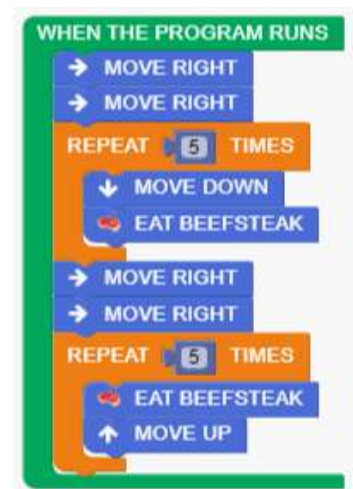 WHEN THE PROGRAM RUNS
MOVE RIGHT
MOVE RIGHT
REPEAT 5 TIMES
MOVE DOWN
EAT BEEFSTEAK
MOVE RIGHT
MOVE RIGHT
REPEAT 5 TIMES
EAT BEEFSTEAK
MOVE UP